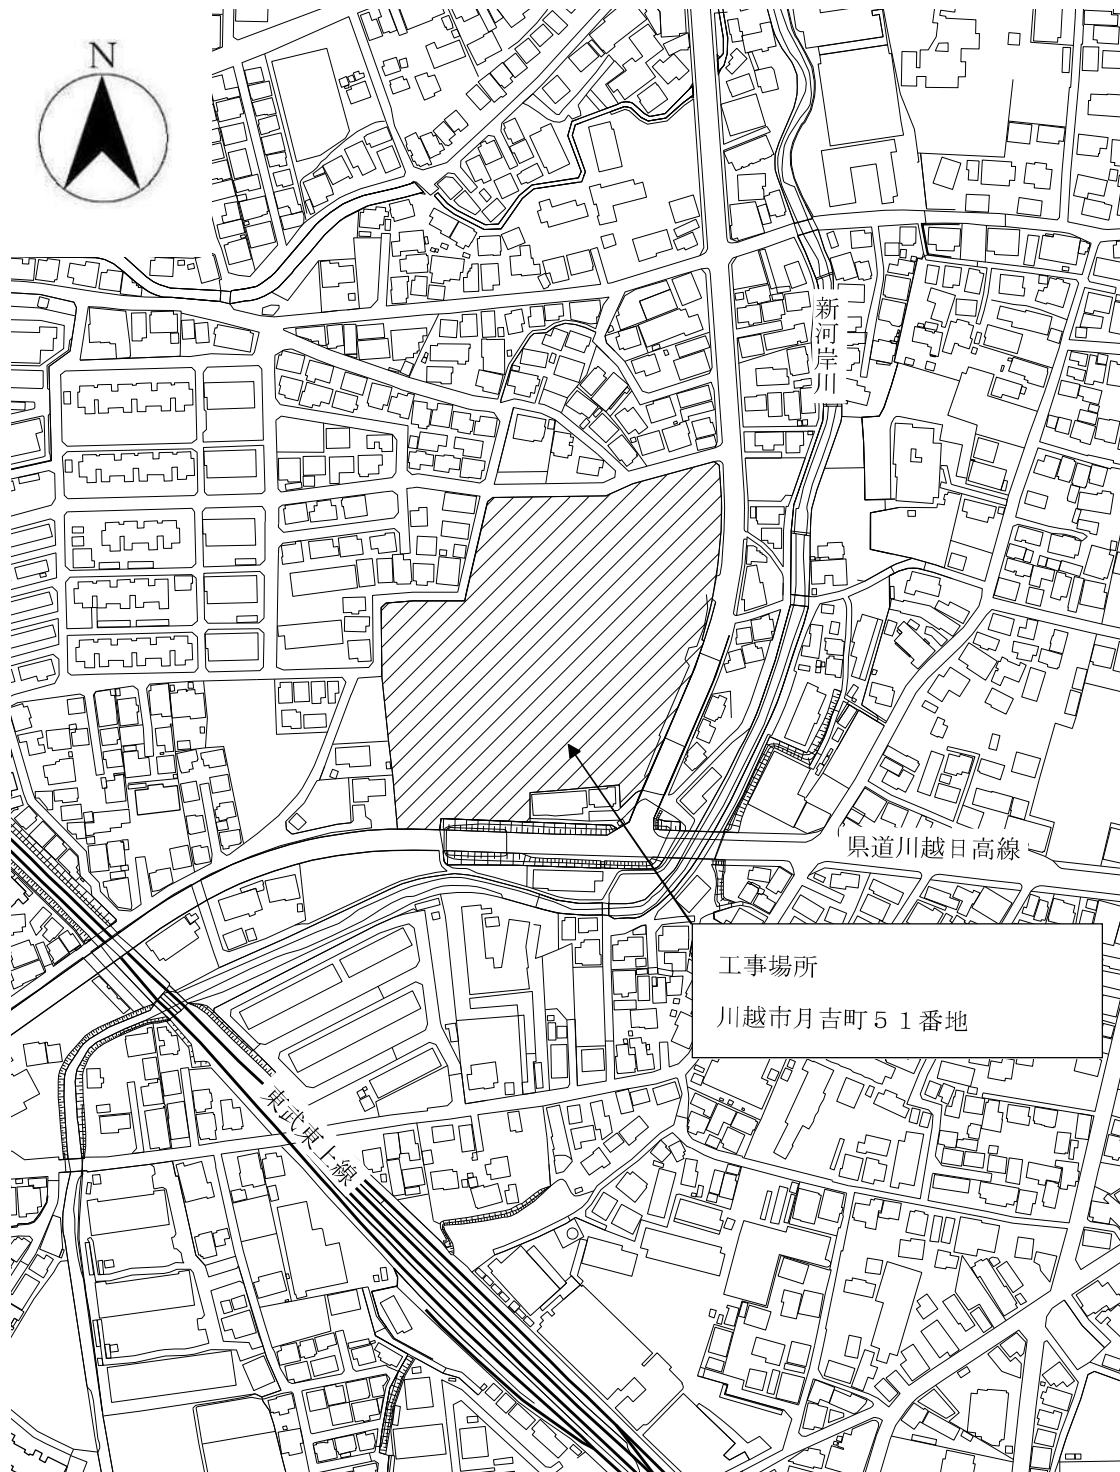 N
新河岸川
県道川越日高線
工事場所
川越市月吉町５１番地
東武東上線